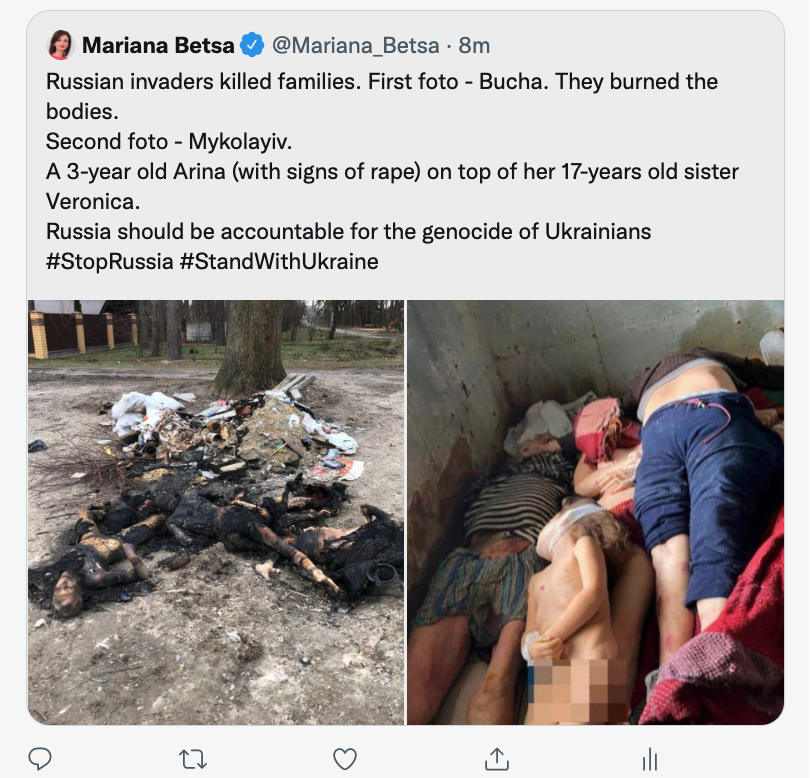 Mariana Betsa @Mariana_Betsa · 8m
Russian invaders killed families. First foto - Bucha. They burned the
bodies.
Second foto - Mykolayiv.
A 3-year old Arina (with signs of rape) on top of her 17-years old sister
Veronica.
Russia should be accountable for the genocide of Ukrainians
#StopRussia #StandWithUkraine